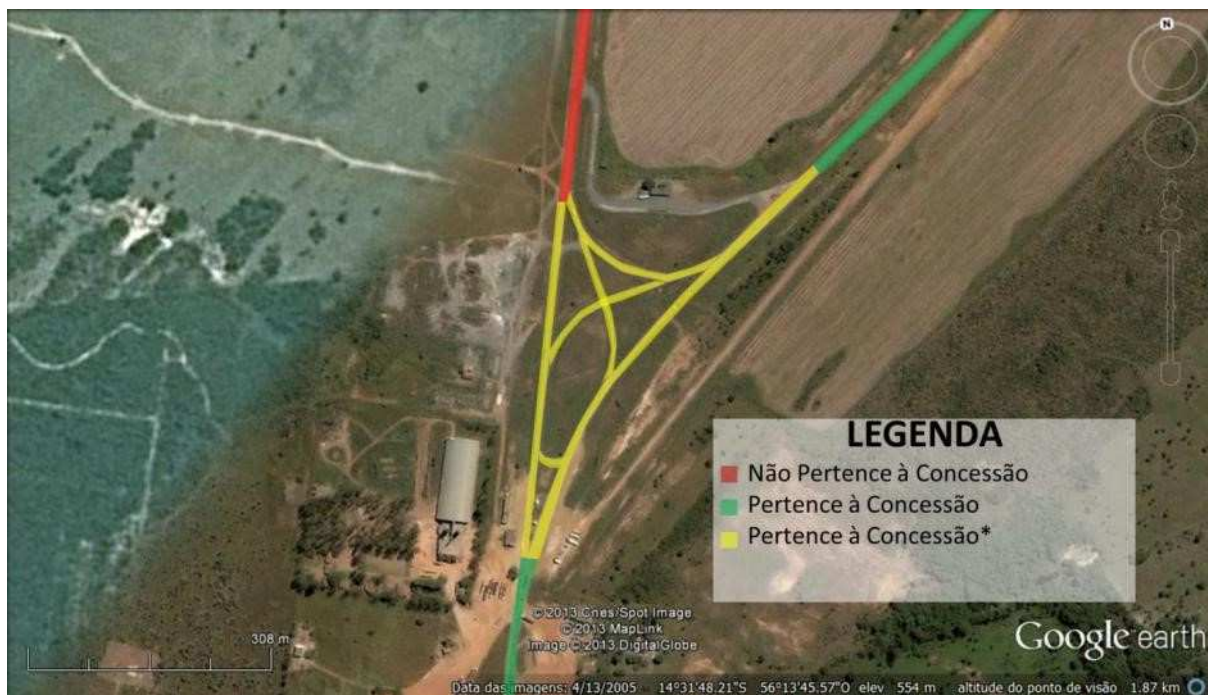 N
LEGENDA
Não Pertence à Concessão
Pertence à Concessão
Pertence à Concessão*
308 m
© 2013 Cnes/Spot Image
© 2013 MapLink
Image © 2013 DigitalGlobe
Google earth
Data das imagens: 4/13/2005 14°31'48.21"S 56°13'45.57"O elev 554 m altitude do ponto de visão 1.87 km